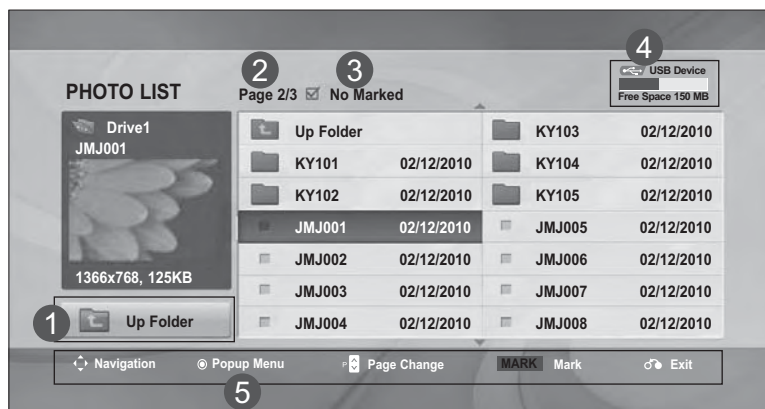 2 3 4
USB Device
PHOTO LIST Page 2/3 No Marked Free Space 150 MB
Drive1
JMJ001
1366x768, 125KB
1 Up Folder
Up Folder KY103 02/12/2010
KY101 02/12/2010 KY104 02/12/2010
KY102 02/12/2010 KY105 02/12/2010
JMJ001 02/12/2010 JMJ005 02/12/2010
JMJ002 02/12/2010 JMJ006 02/12/2010
JMJ003 02/12/2010 JMJ007 02/12/2010
JMJ004 02/12/2010 JMJ008 02/12/2010
Navigation Popup Menu P Page Change MARK Mark Exit
5